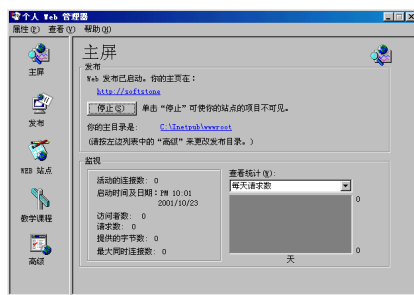 个人 Web 管理器
属性(P) 查看(V) 帮助(H)
主屏
发布
WEB 站点
教学课程
高级
主屏
发布
Web 发布已启动。你的主页在：
http://softstone
停止(S) 单击“停止”可使你的站点的项目不可见。
你的主目录是： C:\Inetpub\wwwroot
(请按左边列表中的“高级”来更改发布目录。)
监视
活动的连接数： 0
启动时间及日期：PM 10:01
2001/10/23
访问者数： 0
请求数： 0
提供的字节数： 0
最大同时连接数： 0
查看统计(V)：
每天请求数
0
0
天